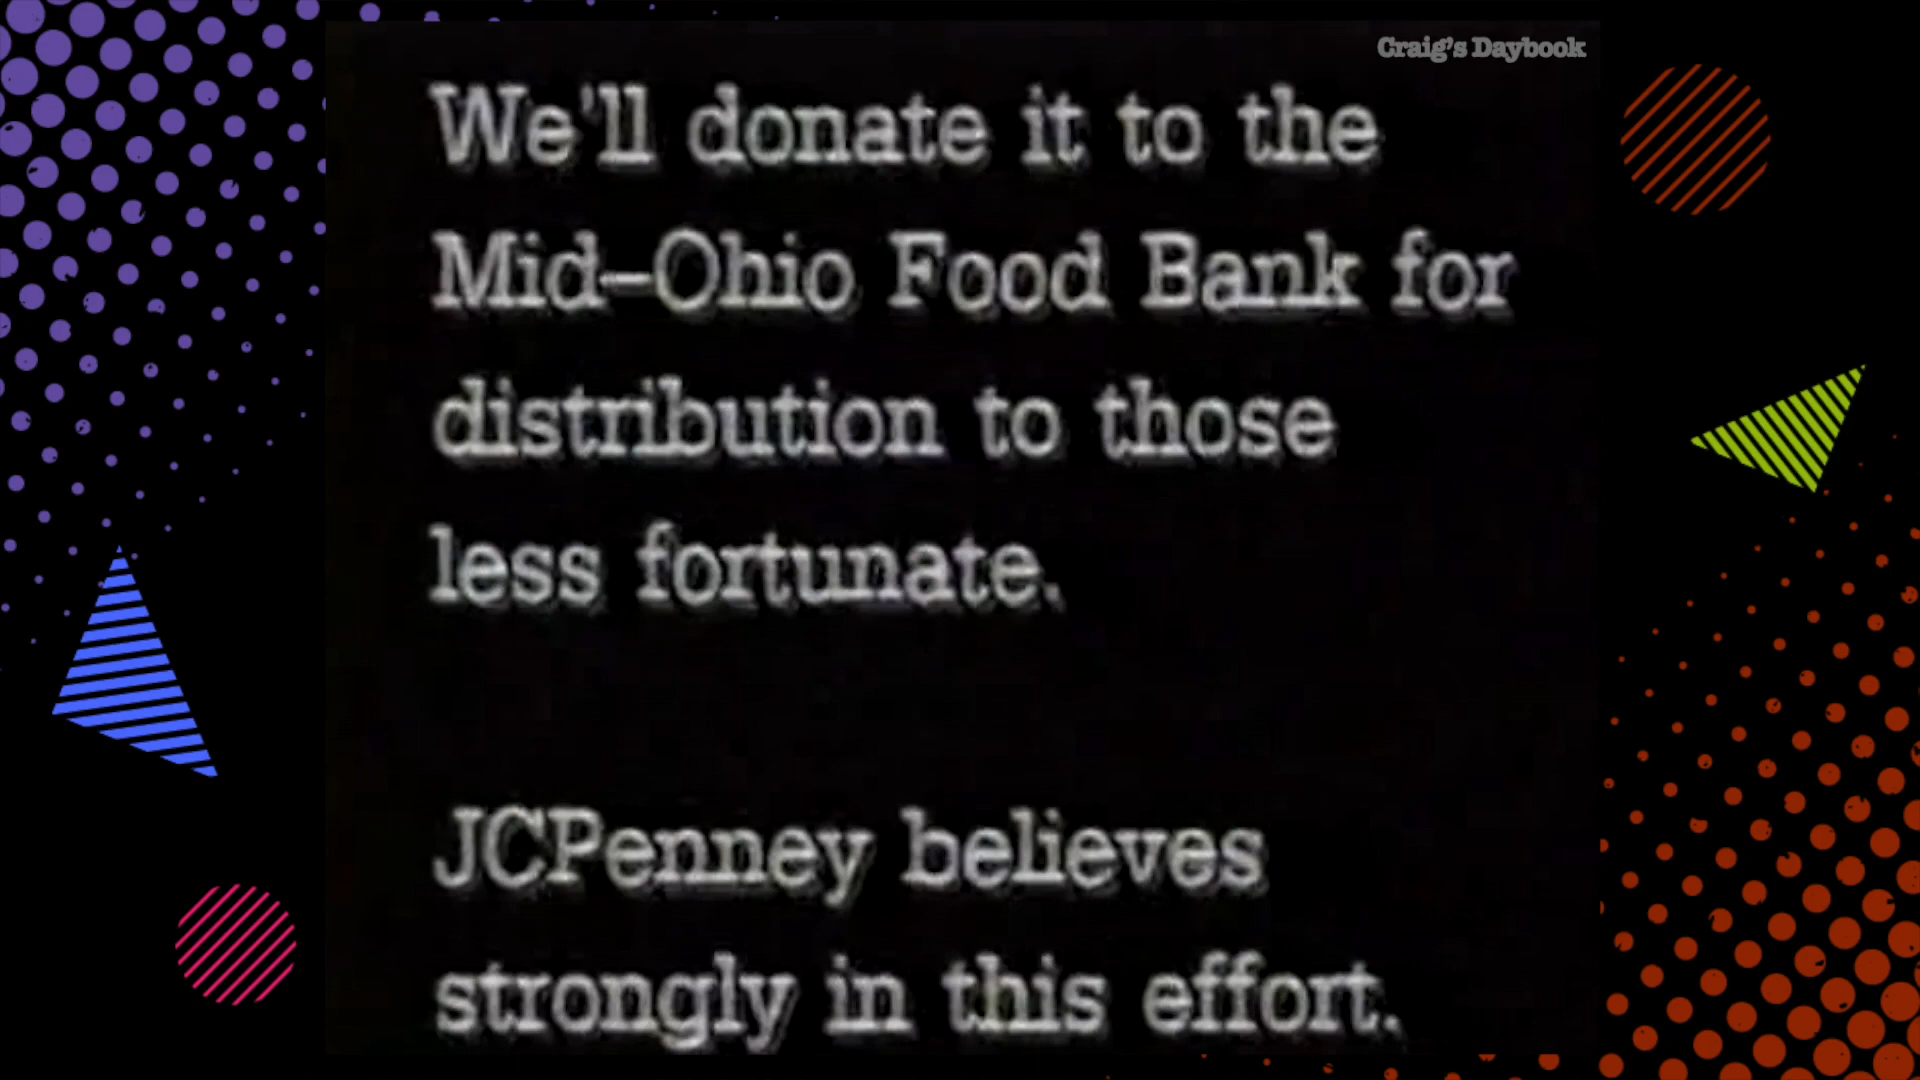 Craig's Daybook
We'll donate it to the
Mid–Ohio Food Bank for
distribution to those
less fortunate.
JCPenney believes
strongly in this effort.